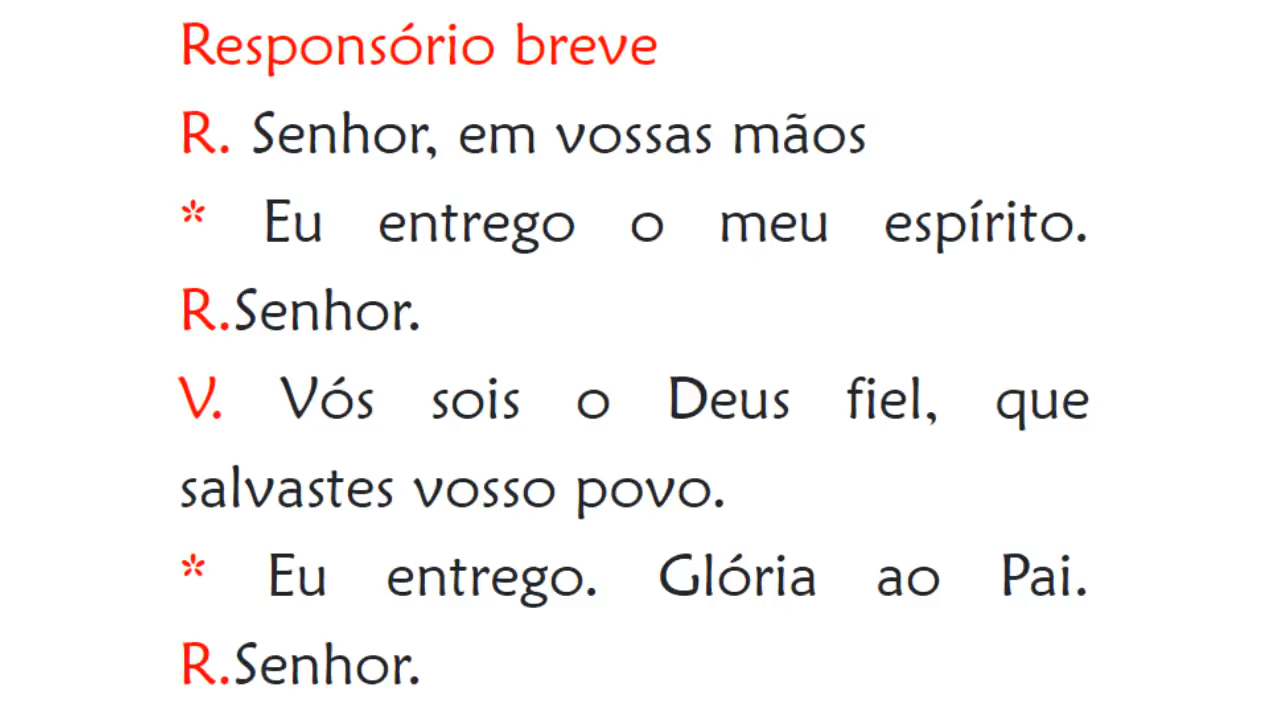 Responsório breve
R. Senhor, em vossas mãos
* Eu entrego o meu espírito.
R.Senhor.
V. Vós sois o Deus fiel, que
salvastes vosso povo.
* Eu entrego. Glória ao Pai.
R.Senhor.